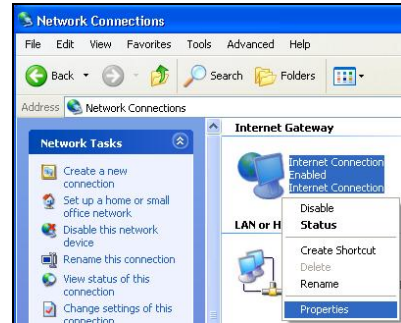 Network Connections
File Edit View Favorites Tools Advanced Help
Back Search Folders
Address Network Connections
Network Tasks
Create a new
connection
Set up a home or small
office network
Disable this network
device
Rename this connection
View status of this
connection
Change settings of this
connection
Internet Gateway
Internet Connection
Enabled
Internet Connection
LAN or H
Disable
Status
Create Shortcut
Delete
Rename
Properties